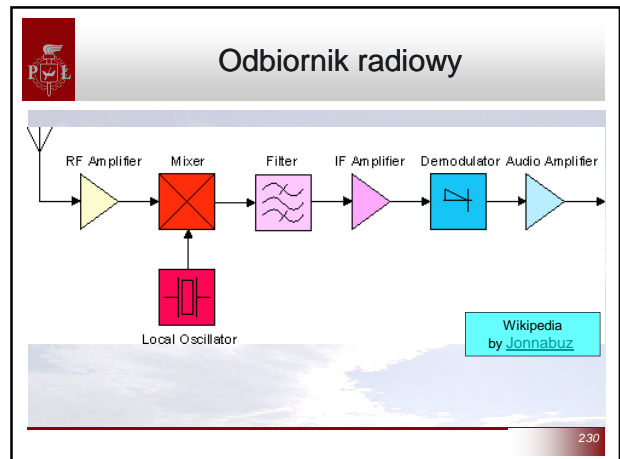 P Ł
Odbiornik radiowy
RF Amplifier Mixer Filter IF Amplifier Demodulator Audio Amplifier
Local Oscillator
Wikipedia
by Jonnabuz
230